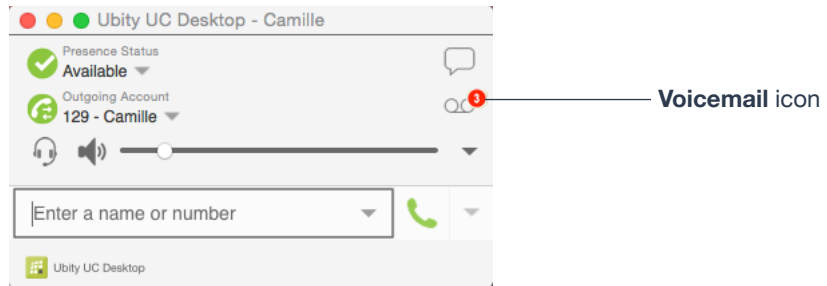 Ubity UC Desktop - Camille
Presence Status
Available
Outgoing Account
129 - Camille
3
Voicemail icon
Enter a name or number
Ubity UC Desktop